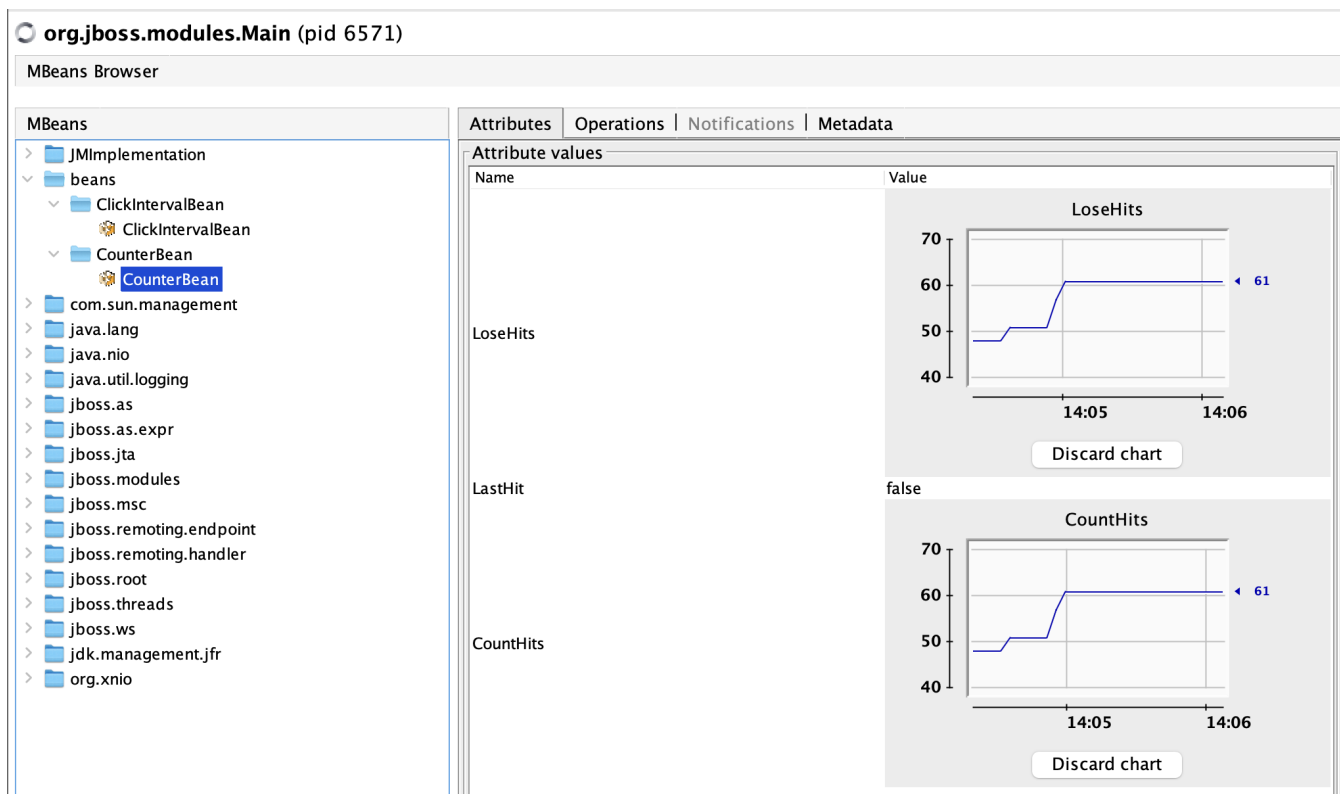 org.jboss.modules.Main (pid 6571)
MBeans Browser
MBeans
JMImplementation
beans
ClickIntervalBean
ClickIntervalBean
CounterBean
CounterBean
com.sun.management
java.lang
java.nio
java.util.logging
jboss.as
jboss.as.expr
jboss.jta
jboss.modules
jboss.msc
jboss.remoting.endpoint
jboss.remoting.handler
jboss.root
jboss.threads
jboss.ws
jdk.management.jfr
org.xnio
Attributes Operations Notifications Metadata
Attribute values
Name Value
LoseHits
LoseHits
70
60
50
40
61
14:05 14:06
Discard chart
LastHit false
CountHits
CountHits
70
60
50
40
61
14:05 14:06
Discard chart